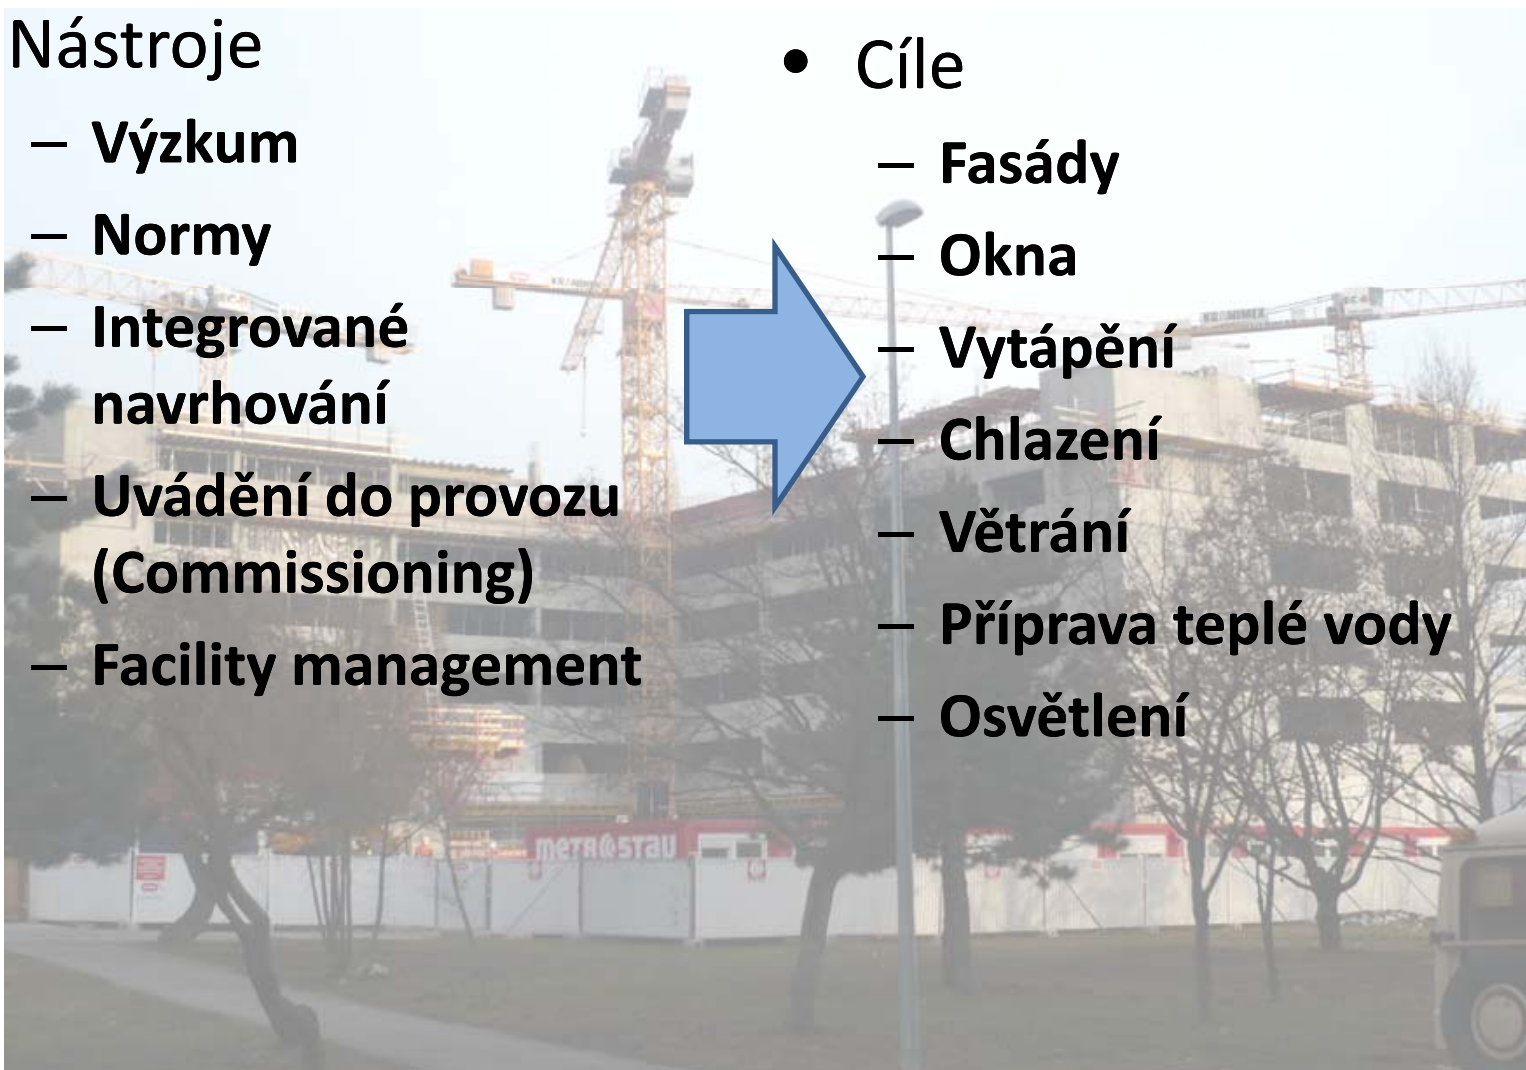 Nástroje
– Výzkum
– Normy
– Integrované
navrhování
– Uvádění do provozu
(Commissioning)
– Facility management
• Cíle
– Fasády
– Okna
– Vytápění
– Chlazení
– Větrání
– Příprava teplé vody
– Osvětlení
METROSTAV